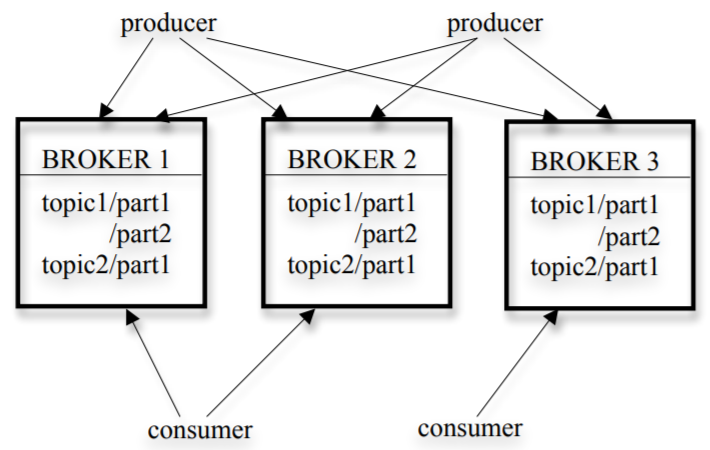 producer
producer
BROKER 1
topic1/part1
/part2
topic2/part1
BROKER 2
topic1/part1
/part2
topic2/part1
BROKER 3
topic1/part1
/part2
topic2/part1
consumer
consumer